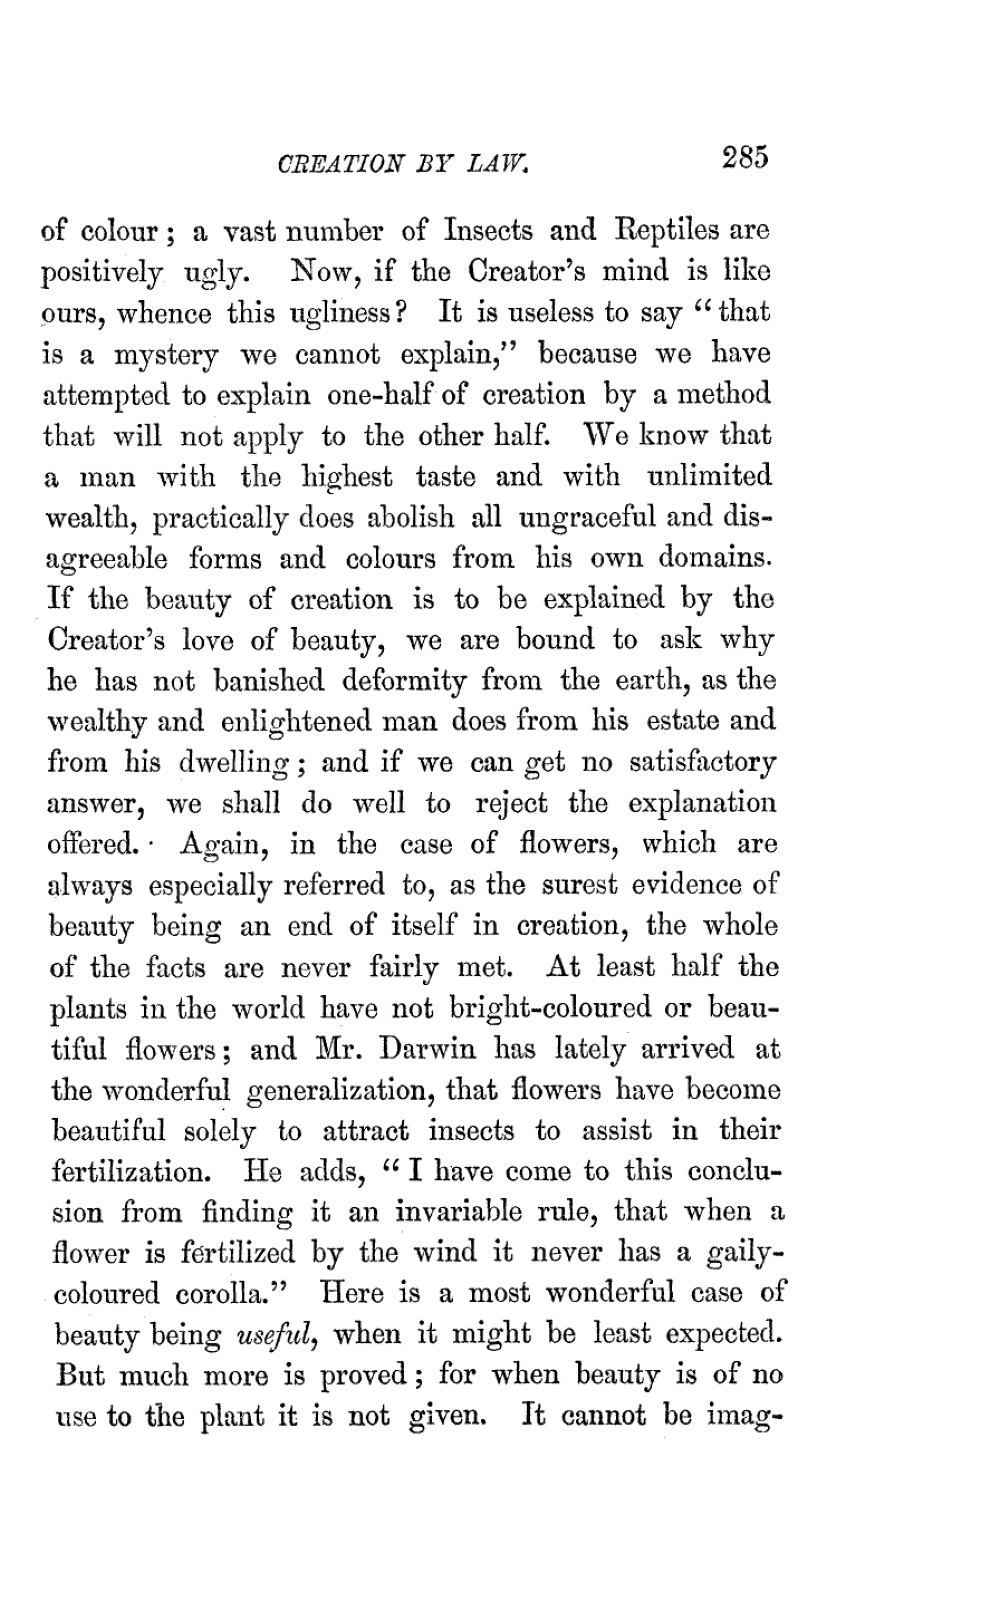 CREATION BY LAW. 285
of colour ; a vast number of Insects and Reptiles are
positively ugly. Now, if the Creator's mind is like
ours, whence this ugliness ? It is useless to say “ that
is a mystery we cannot explain,” because we have
attempted to explain one-half of creation by a method
that will not apply to the other half. We know that
a man with the highest taste and with unlimited
wealth, practically does abolish all ungraceful and dis-
agreeable forms and colours from his own domains.
If the beauty of creation is to be explained by the
Creator's love of beauty, we are bound to ask why
he has not banished deformity from the earth, as the
wealthy and enlightened man does from his estate and
from his dwelling ; and if we can get no satisfactory
answer, we shall do well to reject the explanation
offered. Again, in the case of flowers, which are
always especially referred to, as the surest evidence of
beauty being an end of itself in creation, the whole
of the facts are never fairly met. At least half the
plants in the world have not bright-coloured or beau-
tiful flowers ; and Mr. Darwin has lately arrived at
the wonderful generalization, that flowers have become
beautiful solely to attract insects to assist in their
fertilization. He adds, “ I have come to this conclu-
sion from finding it an invariable rule, that when a
flower is fertilized by the wind it never has a gaily-
coloured corolla.” Here is a most wonderful case of
beauty being useful, when it might be least expected.
But much more is proved ; for when beauty is of no
use to the plant it is not given. It cannot be imag-